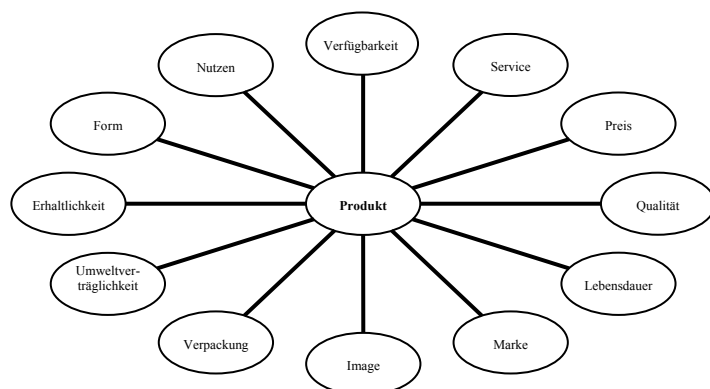 Verfügbarkeit
Nutzen
Service
Form
Preis
Erhaltlichkeit
Produkt
Qualität
Umweltver-
träglichkeit
Lebensdauer
Verpackung
Marke
Image